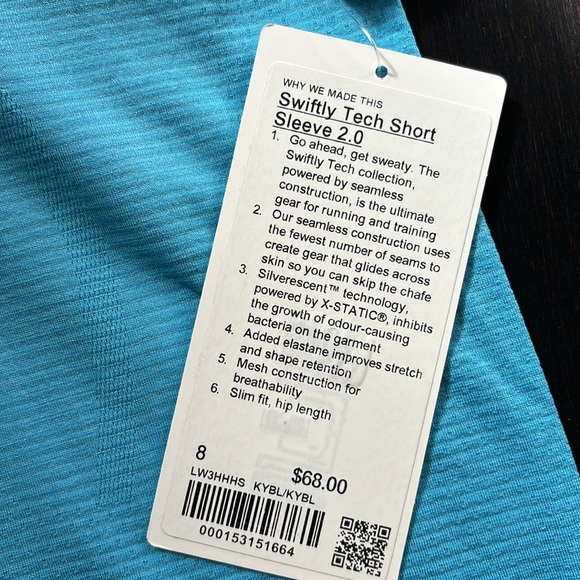 WHY WE MADE THIS
Swiftly Tech Short
Sleeve 2.0
1. Go ahead, get sweaty. The
Swiftly Tech collection,
powered by seamless
construction, is the ultimate
gear for running and training
2. Our seamless construction uses
the fewest number of seams to
create gear that glides across
skin so you can skip the chafe
3. Silverescent™ technology,
powered by X-STATIC®, inhibits
the growth of odour-causing
bacteria on the garment
4. Added elastane improves stretch
and shape retention
5. Mesh construction for
breathability
6. Slim fit, hip length
8 $68.00
LW3HHHS KYBL/KYBL
000153151664